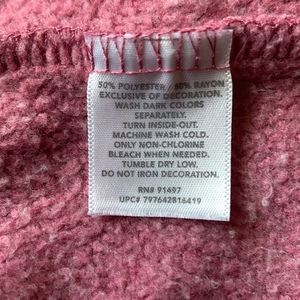 50% POLYESTER / 50% RAYON
EXCLUSIVE OF DECORATION.
WASH DARK COLORS
SEPARATELY.
TURN INSIDE-OUT.
MACHINE WASH COLD.
ONLY NON-CHLORINE
BLEACH WHEN NEEDED.
TUMBLE DRY LOW.
DO NOT IRON DECORATION.
RN# 91497
UPC# 797642816419